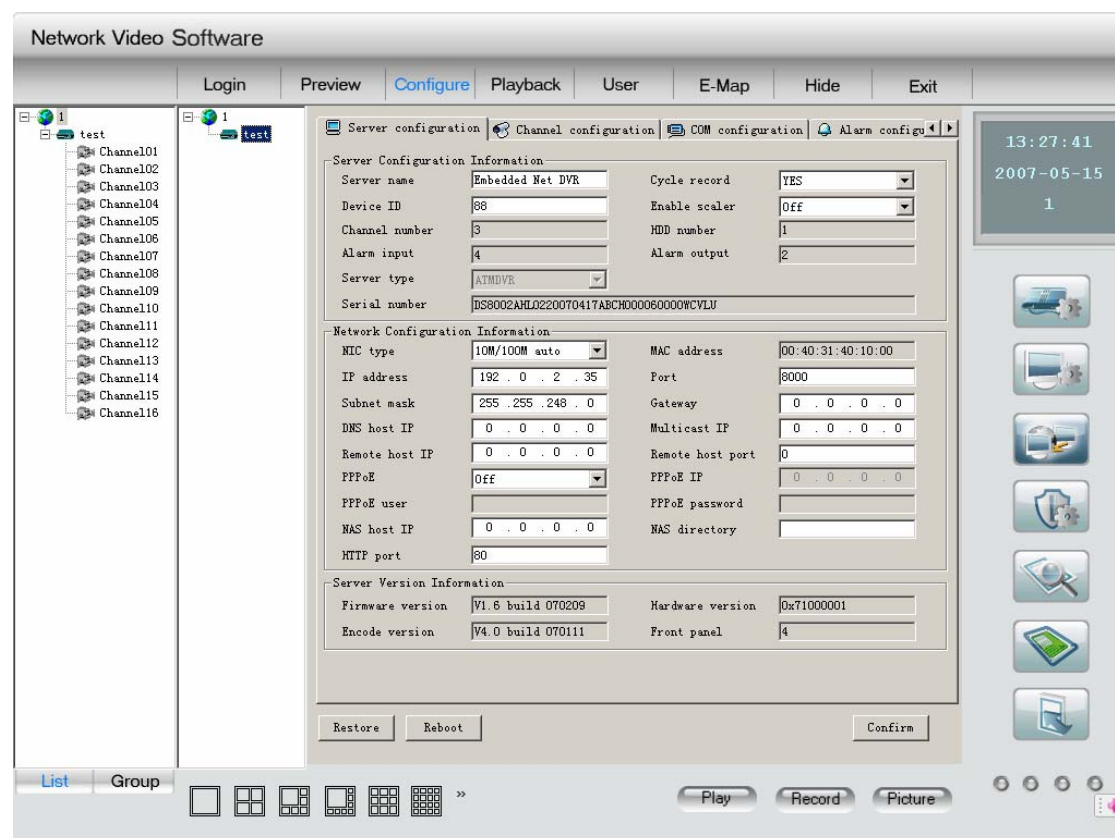 Network Video Software
Login Preview Configure Playback User E-Map Hide Exit
1
test
Channel01
Channel02
Channel03
Channel04
Channel05
Channel06
Channel07
Channel08
Channel09
Channel10
Channel11
Channel12
Channel13
Channel14
Channel15
Channel16
1
test
Server configuration Channel configuration COM configuration Alarm configu
Server Configuration Information
Server name Embedded Net DVR Cycle record YES
Device ID 88 Enable scaler Off
Channel number 3 HDD number 1
Alarm input 4 Alarm output 2
Server type ATMDVR
Serial number DS8002AHL0220070417ABCH000060000WCVLU
Network Configuration Information
NIC type 10M/100M auto MAC address 00:40:31:40:10:00
IP address 192 . 0 . 2 . 35 Port 8000
Subnet mask 255 .255 .248 . 0 Gateway 0 . 0 . 0 . 0
DNS host IP 0 . 0 . 0 . 0 Multicast IP 0 . 0 . 0 . 0
Remote host IP 0 . 0 . 0 . 0 Remote host port 0
PPPoE Off PPPoE IP 0 . 0 . 0 . 0
PPPoE user PPPoE password
NAS host IP 0 . 0 . 0 . 0 NAS directory
HTTP port 80
Server Version Information
Firmware version V1.6 build 070209 Hardware version 0x71000001
Encode version V4.0 build 070111 Front panel 4
Restore Reboot Confirm
13:27:41
2007-05-15
1
List Group
»
Play Record Picture